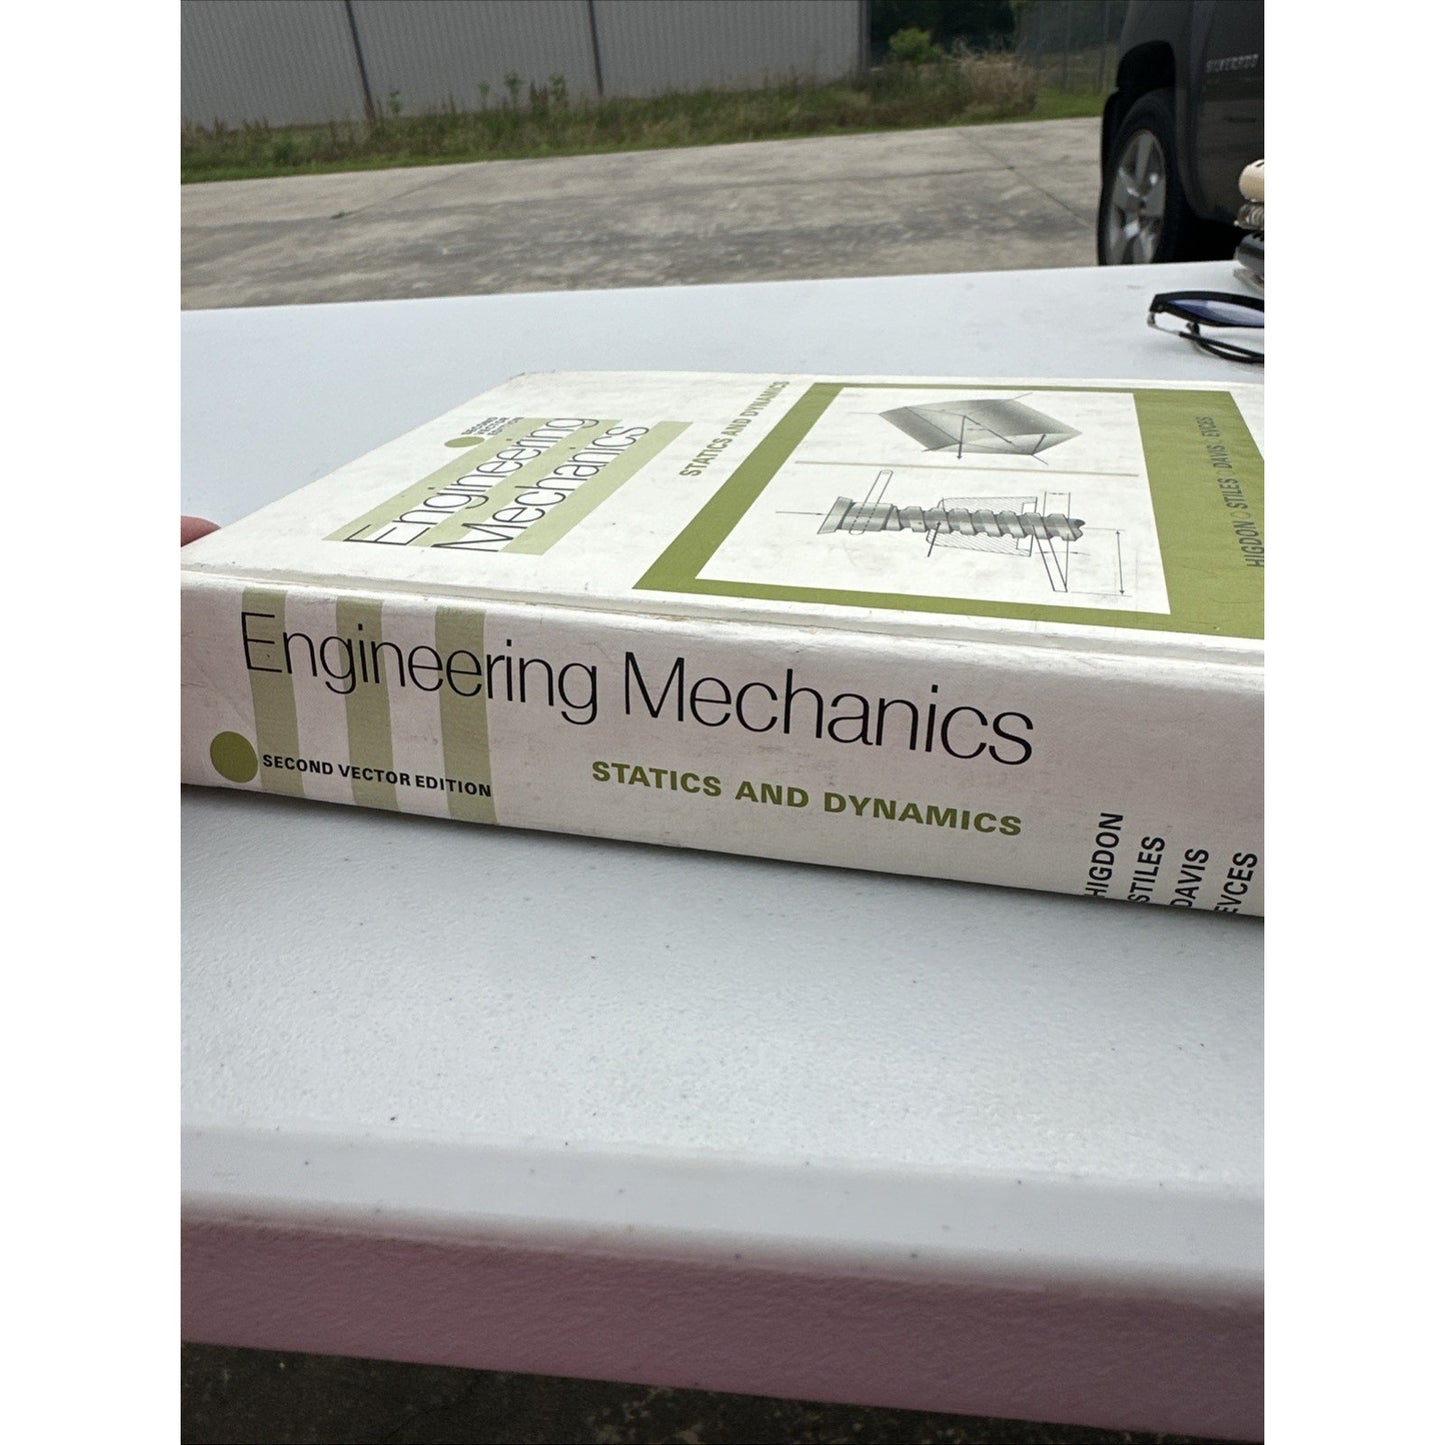 SILVERADO
SECOND
VECTOR
EDITION
Engineering
Mechanics
STATICS AND DYNAMICS
HIGDON STILES DAVIS EVCES
Engineering Mechanics
SECOND VECTOR EDITION
STATICS AND DYNAMICS
HIGDON
STILES
DAVIS
EVCES